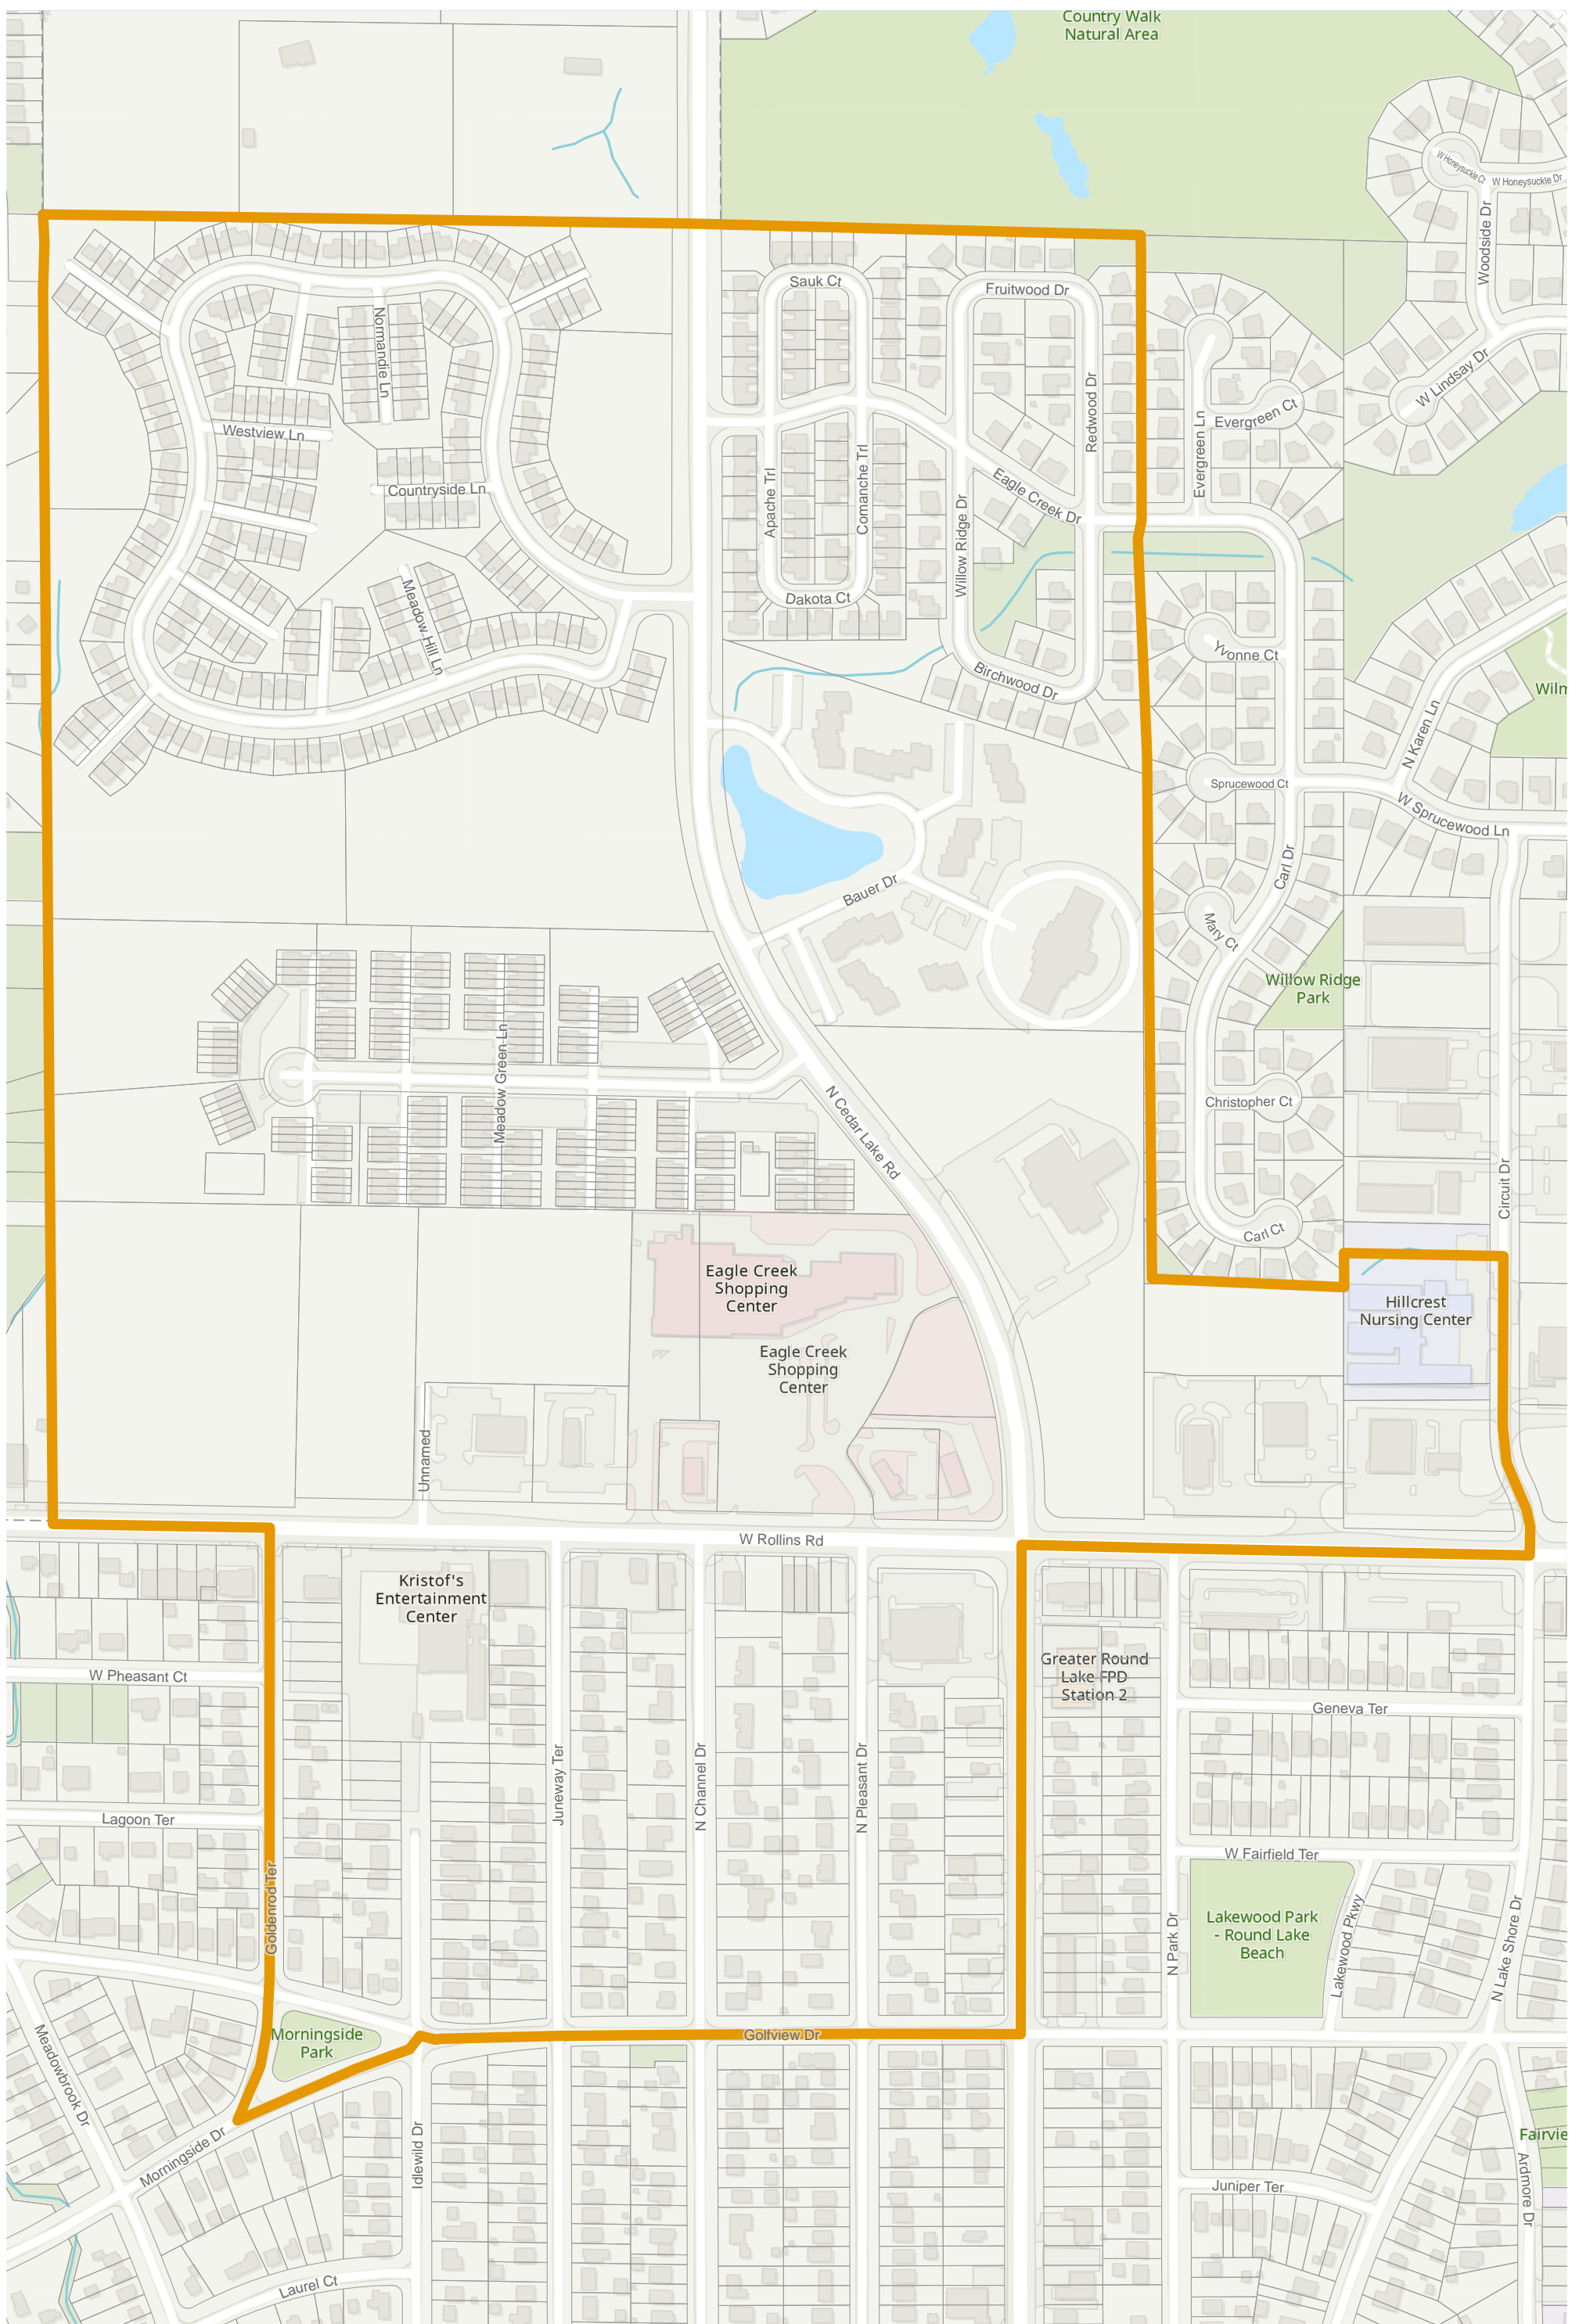 Country Walk
Natural Area
W Honeysuckle Ct
W Honeysuckle Dr
Woodside Dr
Sauk Ct
Fruitwood Dr
Normandie Ln
W Lindsay Dr
Redwood Dr
Evergreen Ct
Evergreen Ln
Westview Ln
Countryside Ln
Apache Trl
Comanche Trl
Eagle Creek Dr
Willow Ridge Dr
Dakota Ct
Meadow Hill Ln
Yvonne Ct
Birchwood Dr
Wilm
N Karen Ln
Sprucewood Ct
W Sprucewood Ln
Carl Dr
Bauer Dr
Mary Ct
Willow Ridge
Park
Meadow Green Ln
N Cedar Lake Rd
Christopher Ct
Circuit Dr
Carl Ct
Eagle Creek
Shopping
Center
Hillcrest
Nursing Center
Eagle Creek
Shopping
Center
Unnamed
W Rollins Rd
Kristof's
Entertainment
Center
Greater Round
Lake FPD
Station 2
W Pheasant Ct
Geneva Ter
Juneway Ter
N Channel Dr
N Pleasant Dr
Lagoon Ter
W Fairfield Ter
Goldenrod Ter
Lakewood Park
- Round Lake
Beach
N Park Dr
Lakewood Pkwy
N Lake Shore Dr
Morningside
Park
Golfview Dr
Meadowbrook Dr
Morningside Dr
Idlewild Dr
Fairvie
Juniper Ter
Ardmore Dr
Laurel Ct